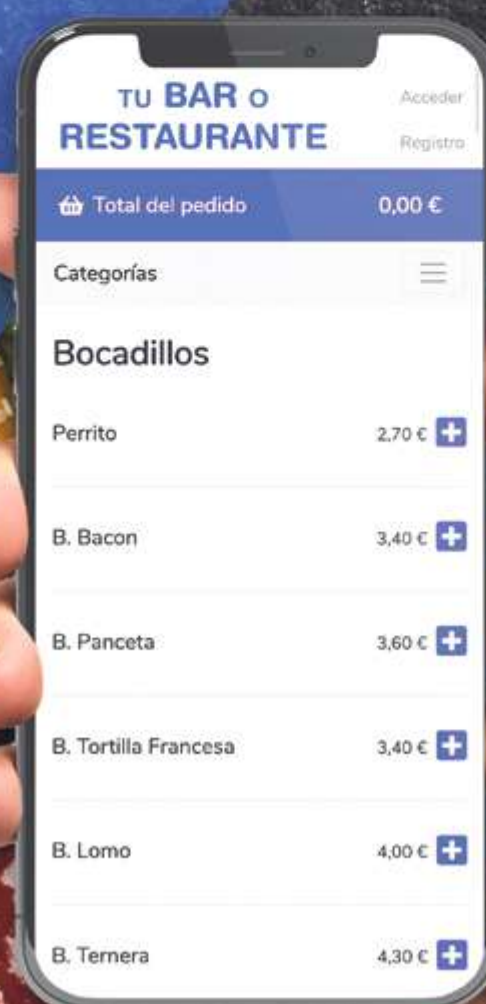 TU BAR O
RESTAURANTE
Acceder
Registro
Total del pedido 0,00 €
Categorías
Bocadillos
Perrito 2,70 €
B. Bacon 3,40 €
B. Panceta 3,60 €
B. Tortilla Francesa 3,40 €
B. Lomo 4,00 €
B. Ternera 4,30 €